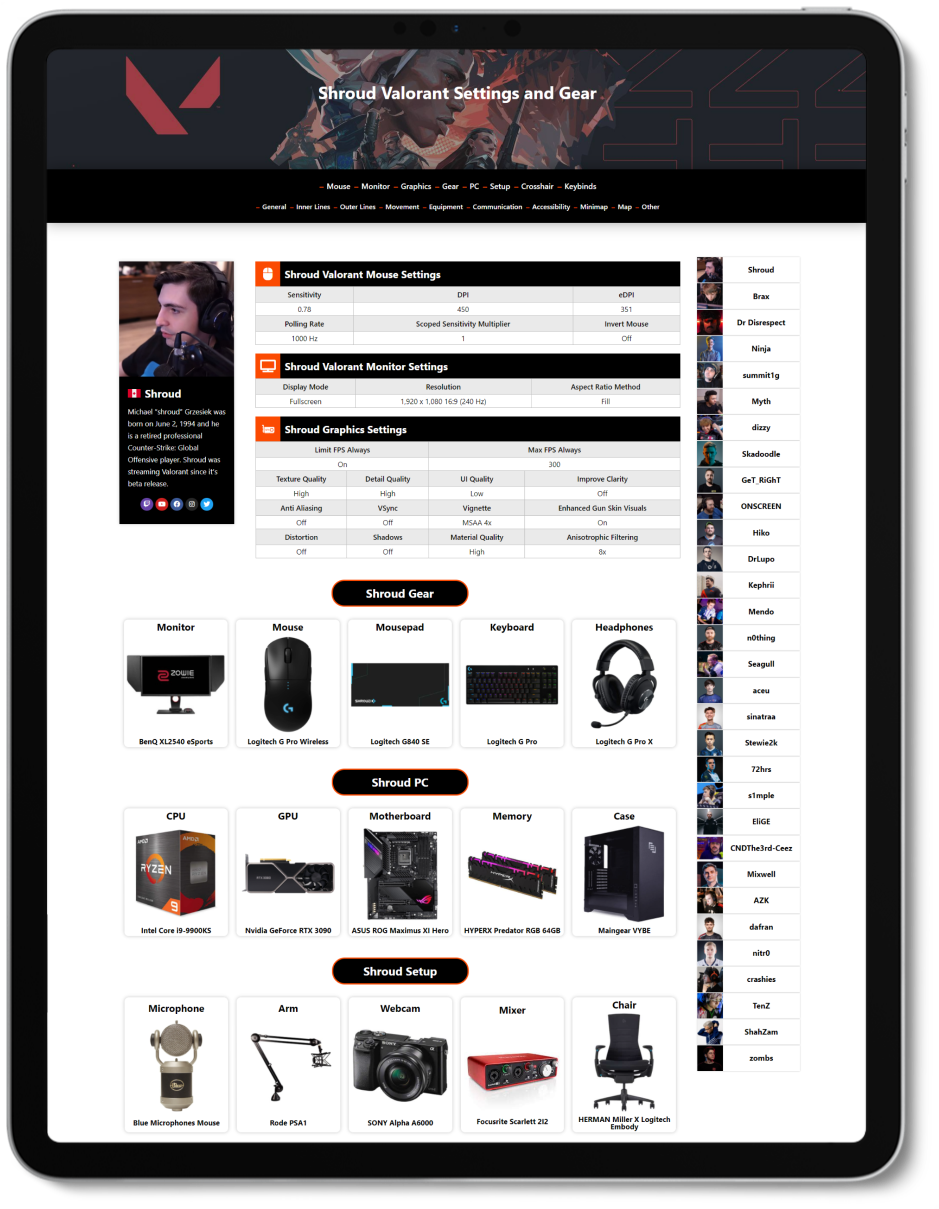 Shroud Valorant Settings and Gear
– Mouse – Monitor – Graphics – Gear – PC – Setup – Crosshair – Keybinds
– General – Inner Lines – Outer Lines – Movement – Equipment – Communication – Accessibility – Minimap – Map – Other
Shroud
Michael "shroud" Grzesiek was
born on June 2, 1994 and he
is a retired professional
Counter-Strike: Global
Offensive player. Shroud was
streaming Valorant since it's
beta release.
Shroud Valorant Mouse Settings
Sensitivity DPI eDPI
0.78 450 351
Polling Rate Scoped Sensitivity Multiplier Invert Mouse
1000 Hz 1 Off
Shroud Valorant Monitor Settings
Display Mode Resolution Aspect Ratio Method
Fullscreen 1,920 x 1,080 16:9 (240 Hz) Fill
Shroud Graphics Settings
Limit FPS Always Max FPS Always
On 300
Texture Quality Detail Quality UI Quality Improve Clarity
High High Low Off
Anti Aliasing VSync Vignette Enhanced Gun Skin Visuals
Off Off MSAA 4x On
Distortion Shadows Material Quality Anisotrophic Filtering
Off Off High 8x
Shroud Gear
Monitor Mouse Mousepad Keyboard Headphones
ZOWIE
BenQ XL2540 eSports Logitech G Pro Wireless Logitech G840 SE Logitech G Pro Logitech G Pro X
Shroud PC
CPU GPU Motherboard Memory Case
AMD
RYZEN
9
Intel Core i9-9900KS Nvidia GeForce RTX 3090 ASUS ROG Maximus XI Hero HYPERX Predator RGB 64GB Maingear VYBE
Shroud Setup
Microphone Arm Webcam Mixer Chair
Blue
SONY
Blue Microphones Mouse Rode PSA1 SONY Alpha A6000 Focusrite Scarlett 2I2 HERMAN Miller X Logitech
Embody
Shroud
Brax
Dr Disrespect
Ninja
summit1g
Myth
dizzy
Skadoodle
GeT_RiGhT
ONSCREEN
Hiko
DrLupo
Kephrii
Mendo
n0thing
Seagull
aceu
sinatraa
Stewie2k
72hrs
s1mple
EliGE
CNDThe3rd-Ceez
Mixwell
AZK
dafran
nitr0
crashies
TenZ
ShahZam
zombs